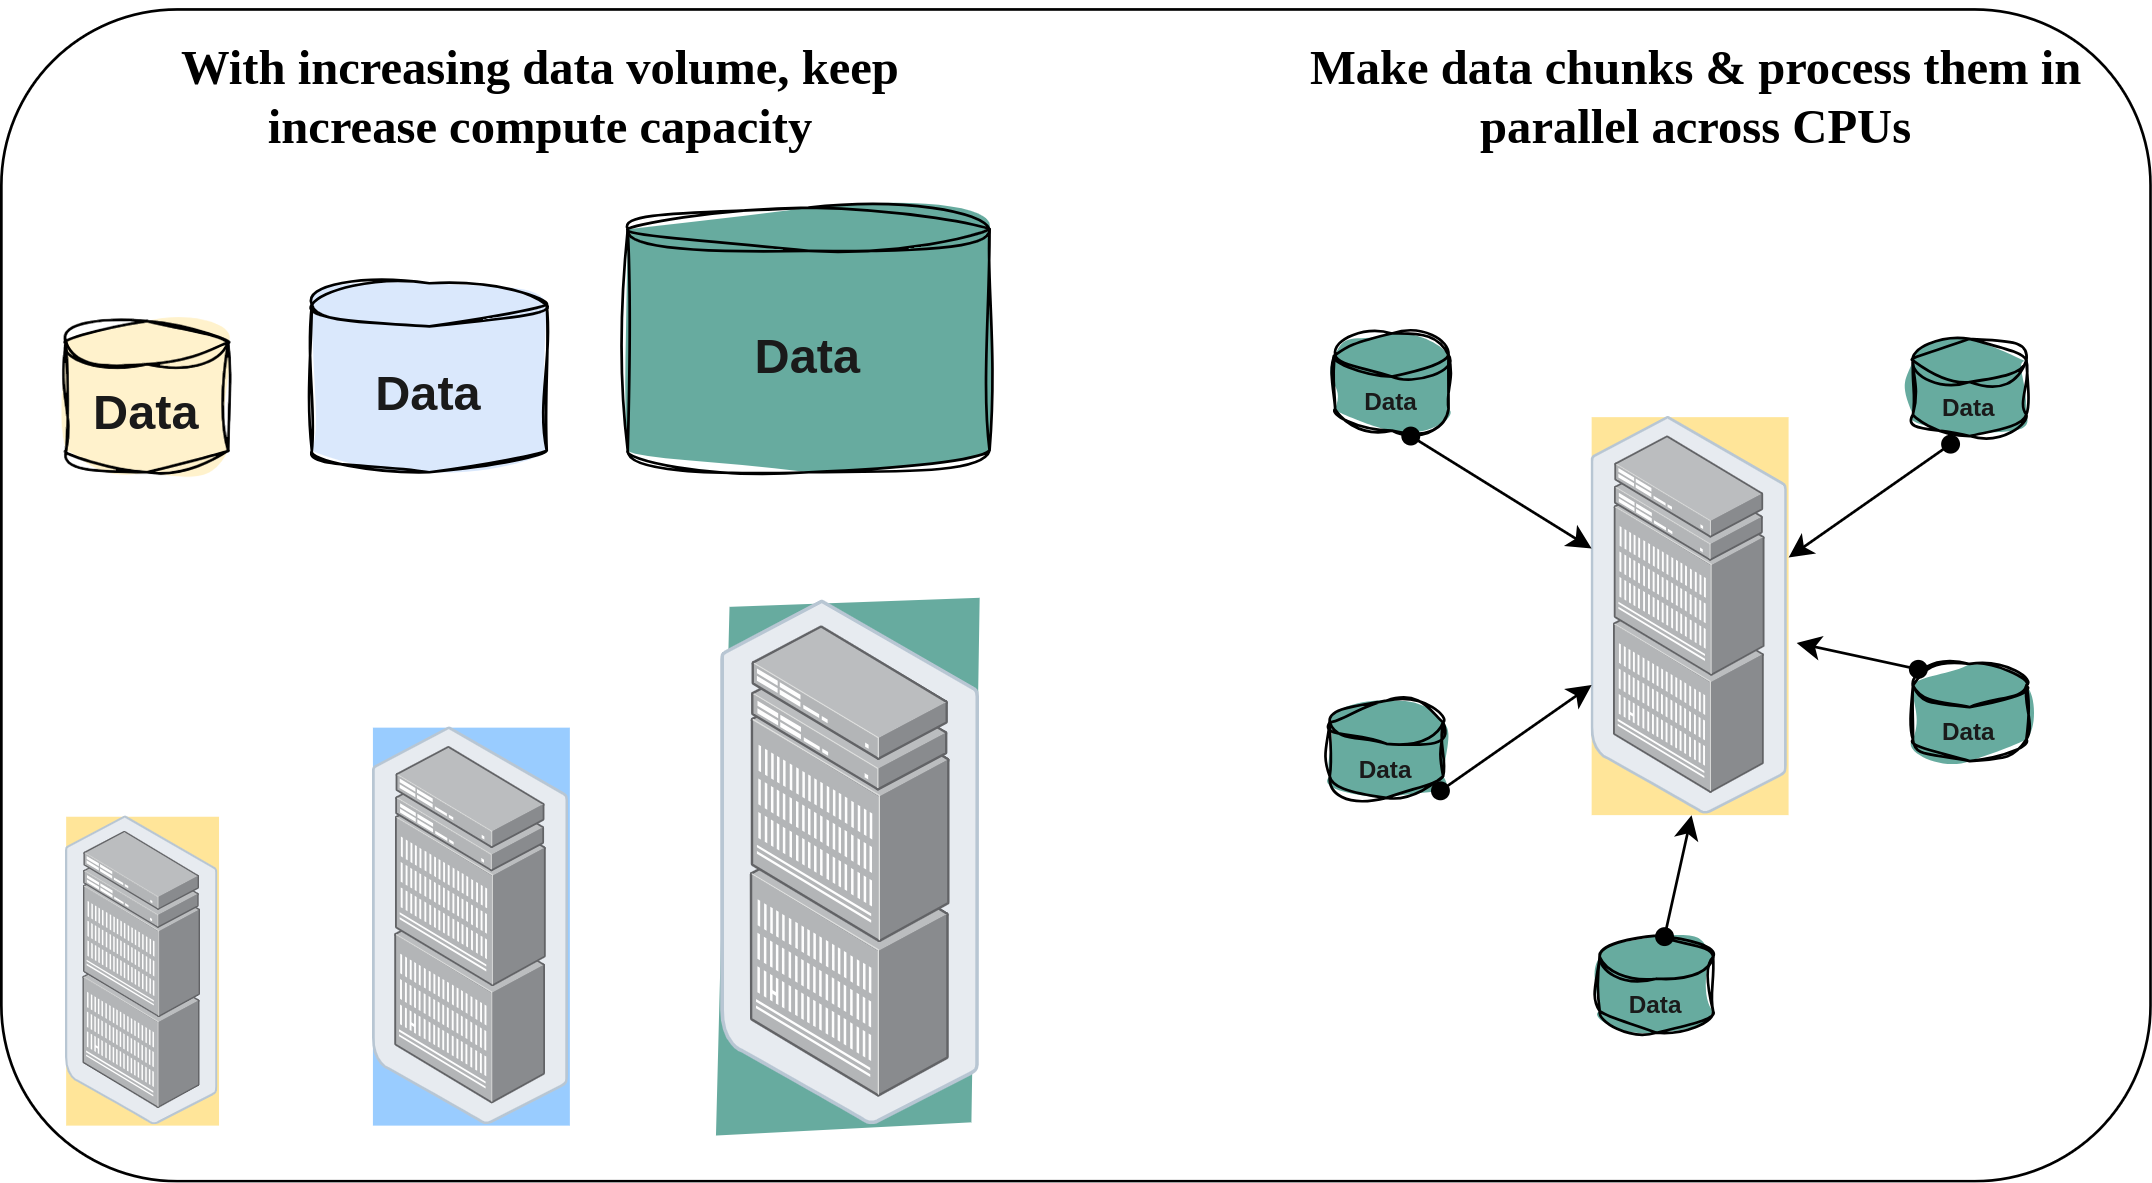 With increasing data volume, keep
increase compute capacity
Make data chunks & process them in
parallel across CPUs
Data
Data
Data
Data
Data
Data
Data
Data